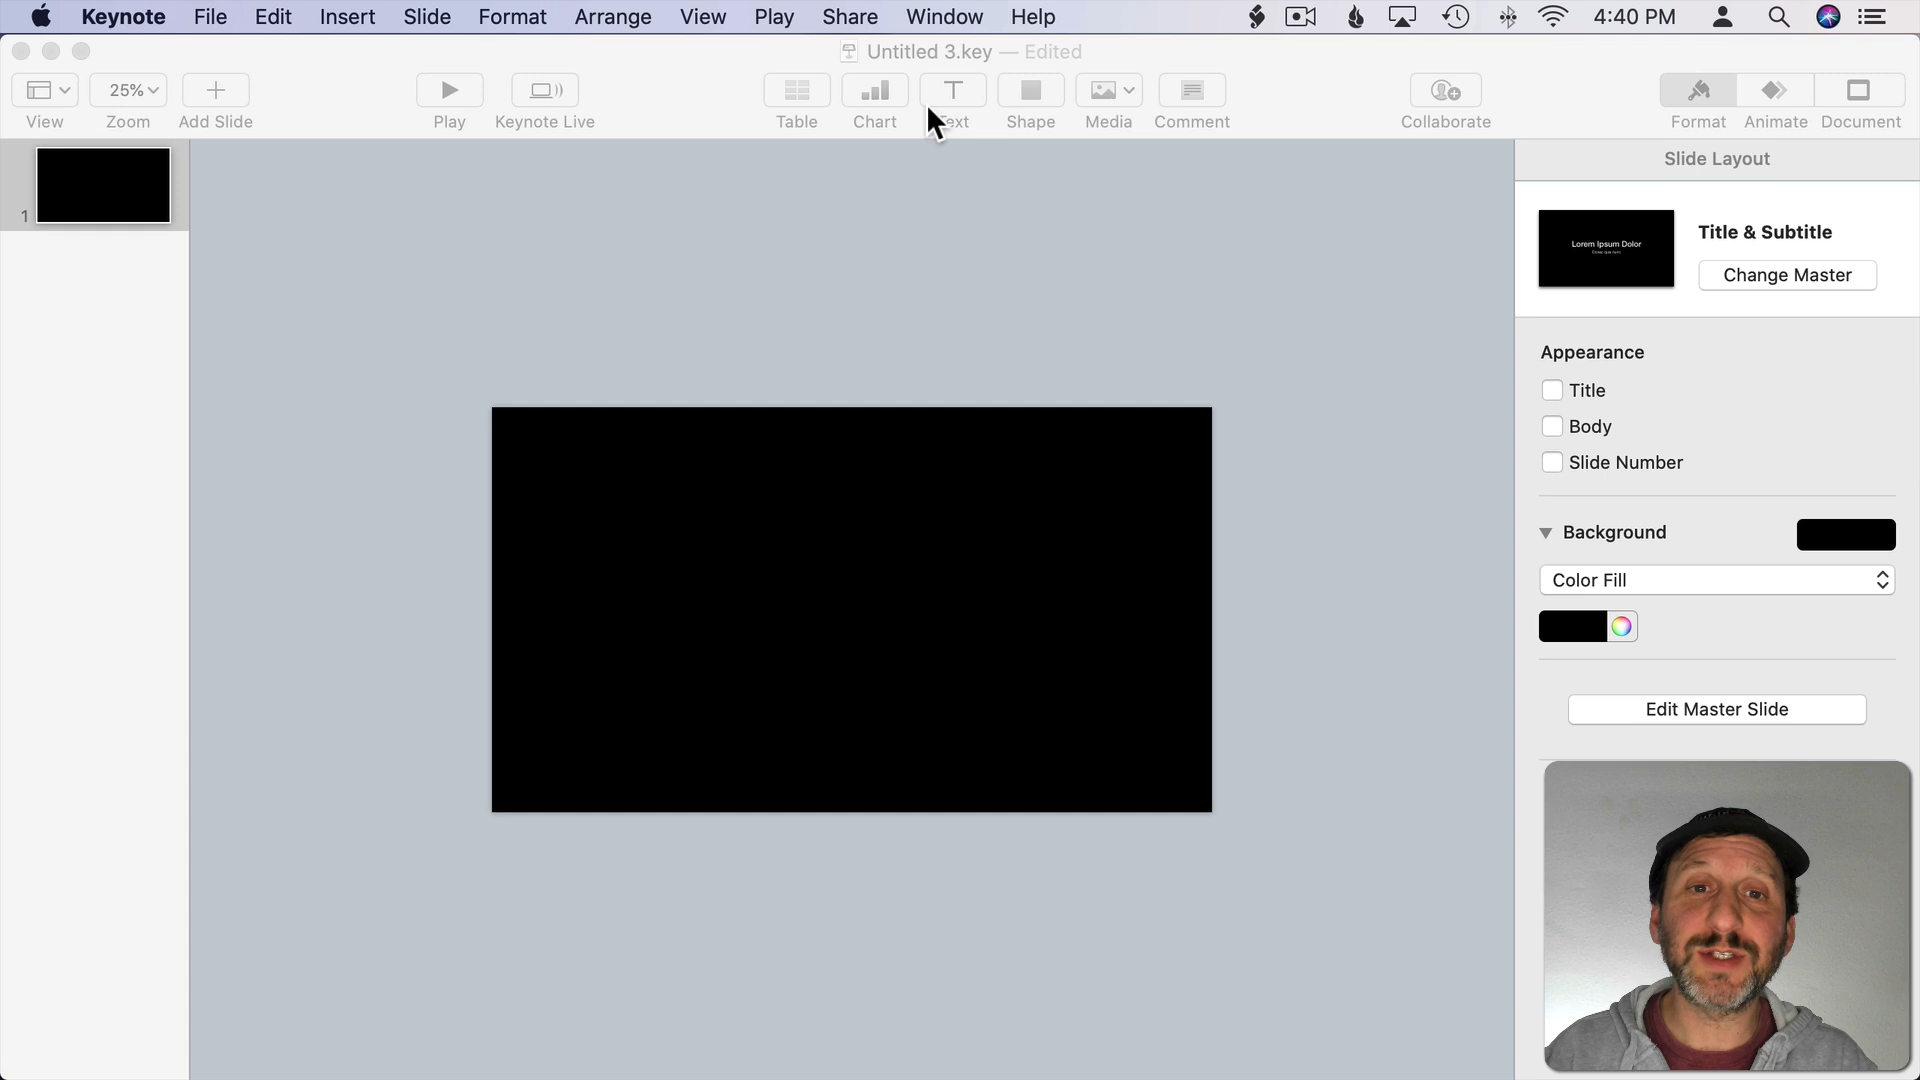 Keynote File Edit Insert Slide Format Arrange View Play Share Window Help 4:40 PM
Untitled 3.key — Edited
25%
View Zoom Add Slide Play Keynote Live Table Chart Text Shape Media Comment Collaborate Format Animate Document
Slide Layout
1
Lorem Ipsum Dolor
Title & Subtitle
Change Master
Appearance
Title
Body
Slide Number
Background
Color Fill
Edit Master Slide